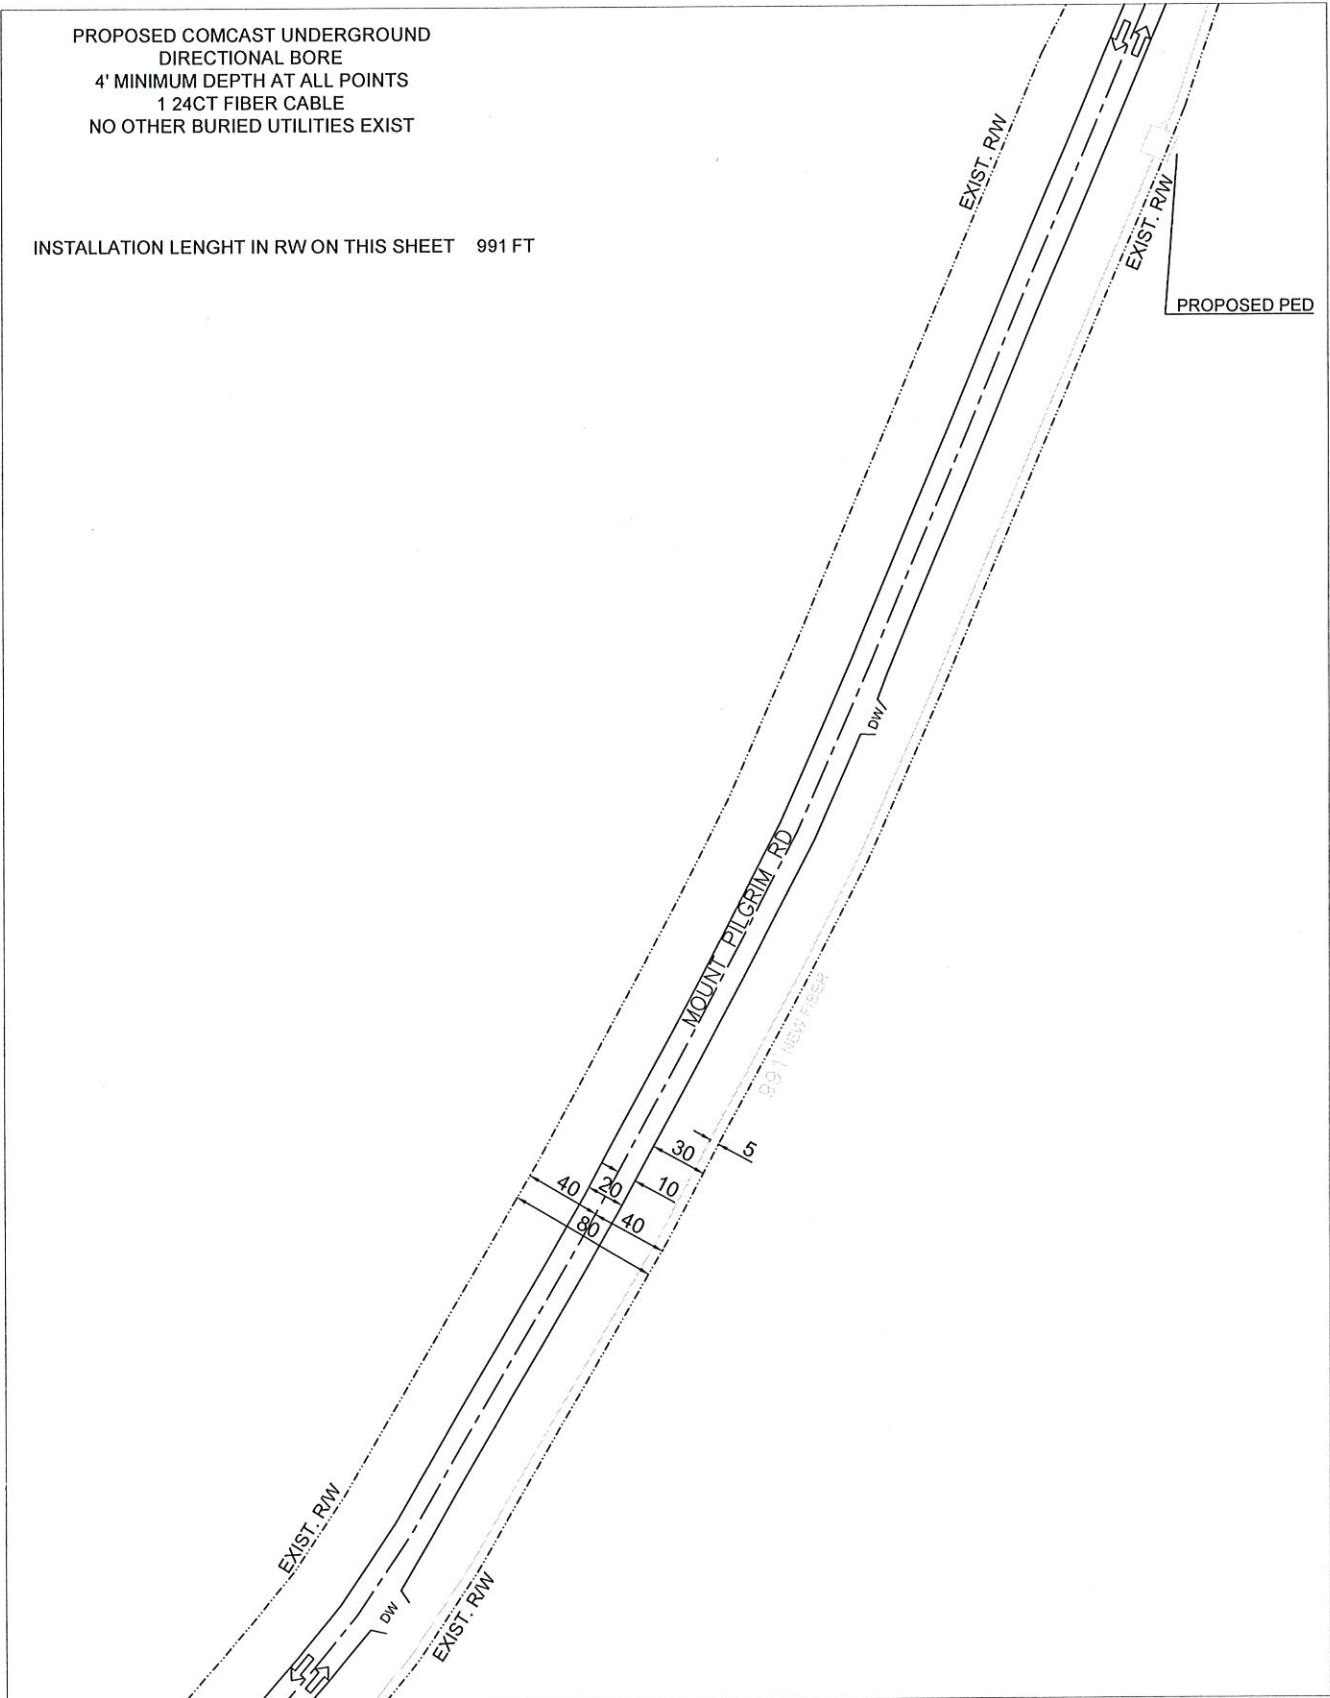 PROPOSED COMCAST UNDERGROUND
DIRECTIONAL BORE
4' MINIMUM DEPTH AT ALL POINTS
1 24CT FIBER CABLE
NO OTHER BURIED UTILITIES EXIST
INSTALLATION LENGHT IN RW ON THIS SHEET 991 FT
EXIST. R/W
EXIST. R/W
PROPOSED PED
DW
MOUNT PILGRIM RD
991' NEW FIBER
5
30
10
20
40
40
80
EXIST. R/W
EXIST. R/W
DW